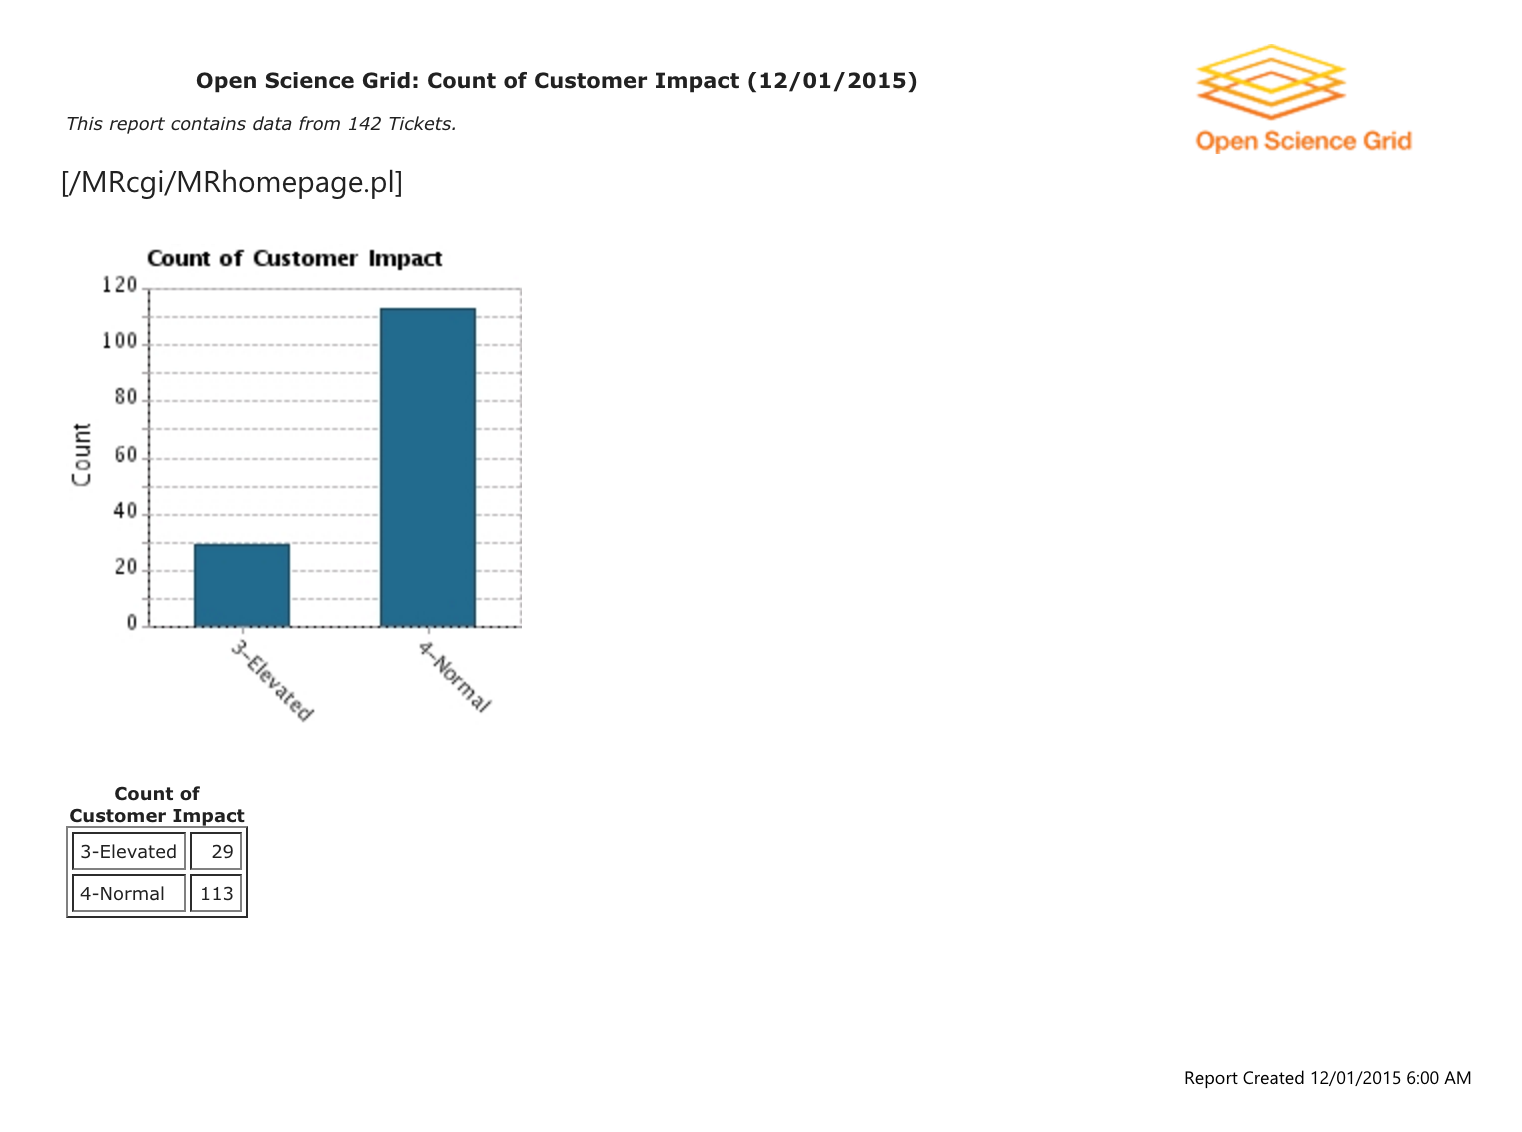 Open Science Grid: Count of Customer Impact (12/01/2015)
Open Science Grid
This report contains data from 142 Tickets.
[/MRcgi/MRhomepage.pl]
Count of Customer Impact
120
100
80
60
40
20
0
Count
3-Elevated
4-Normal
Count of
Customer Impact
3-Elevated 29
4-Normal 113
Report Created 12/01/2015 6:00 AM